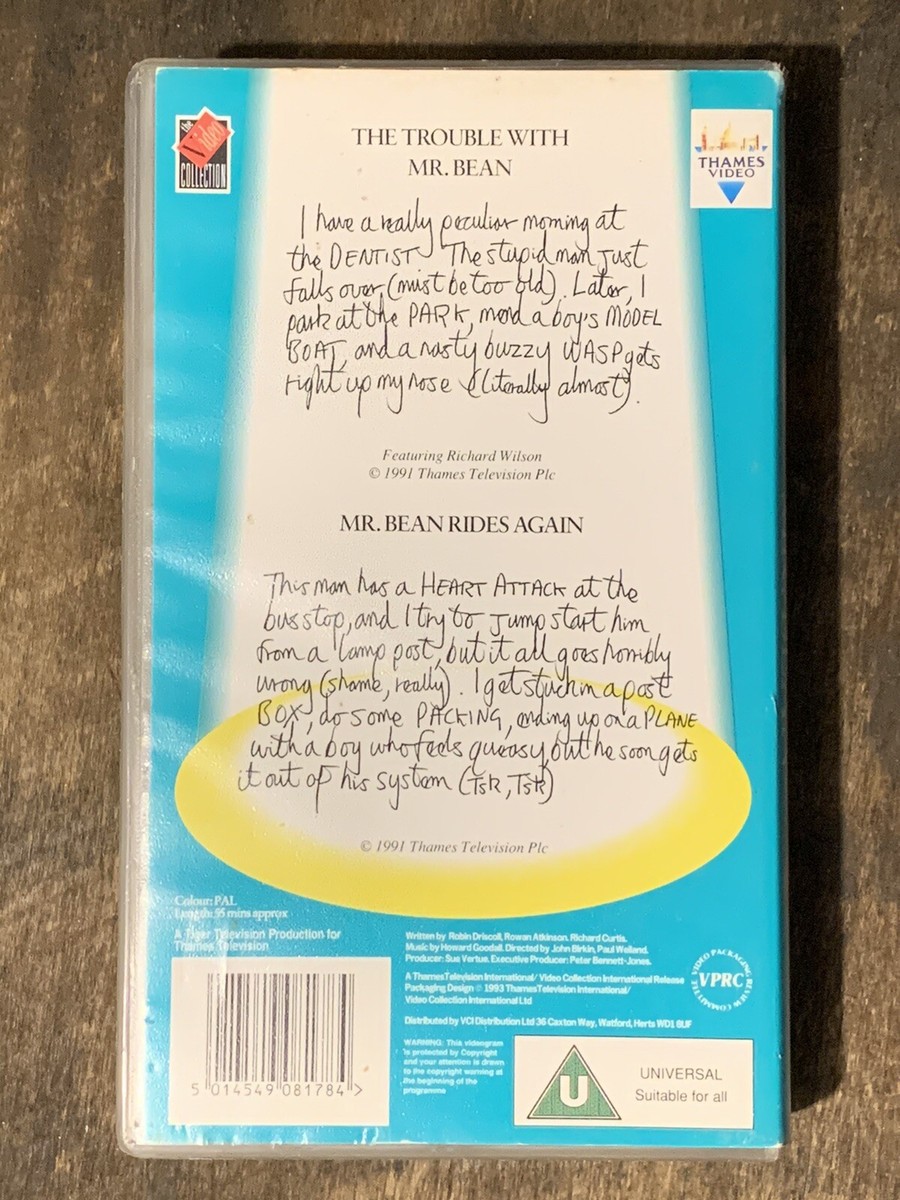 the
Video
COLLECTION
THAMES
VIDEO
THE TROUBLE WITH
MR. BEAN
I have a really peculiar morning at
the DENTIST. The stupid man just
falls over, (must be too old). Later, I
park at the PARK, mend a boy's MODEL
BOAT, and a nasty buzzy WASP gets
right up my nose (literally almost).
Featuring Richard Wilson
© 1991 Thames Television Plc
MR. BEAN RIDES AGAIN
This man has a HEART ATTACK at the
bus stop, and I try to jump start him
from a lamp post, but it all goes horribly
wrong (shame, really). I get stuck in a post
BOX, do some PACKING, ending up on a PLANE
with a boy who feels queasy, but he soon gets
it out of his system (Tsk, Tsk)
© 1991 Thames Television Plc
Colour: PAL
Length: 55 mins approx
A Tiger Television Production for
Thames Television
Written by Robin Driscoll, Rowan Atkinson, Richard Curtis.
Music by Howard Goodall. Directed by John Birkin, Paul Weiland.
Producer: Sue Vertue. Executive Producer: Peter Bennett-Jones.
A Thames Television International/ Video Collection International Release
Packaging Design © 1993 Thames Television International/
Video Collection International Ltd
Distributed by VCI Distribution Ltd 36 Caxton Way, Watford, Herts WD1 8UF
VIDEO PACKAGING REVIEW COMMITTEE
VPRC
WARNING: This videogram
is protected by Copyright
and your attention is drawn
to the copyright warning at
the beginning of the
programme
5 014549 081784 >
U
UNIVERSAL
Suitable for all